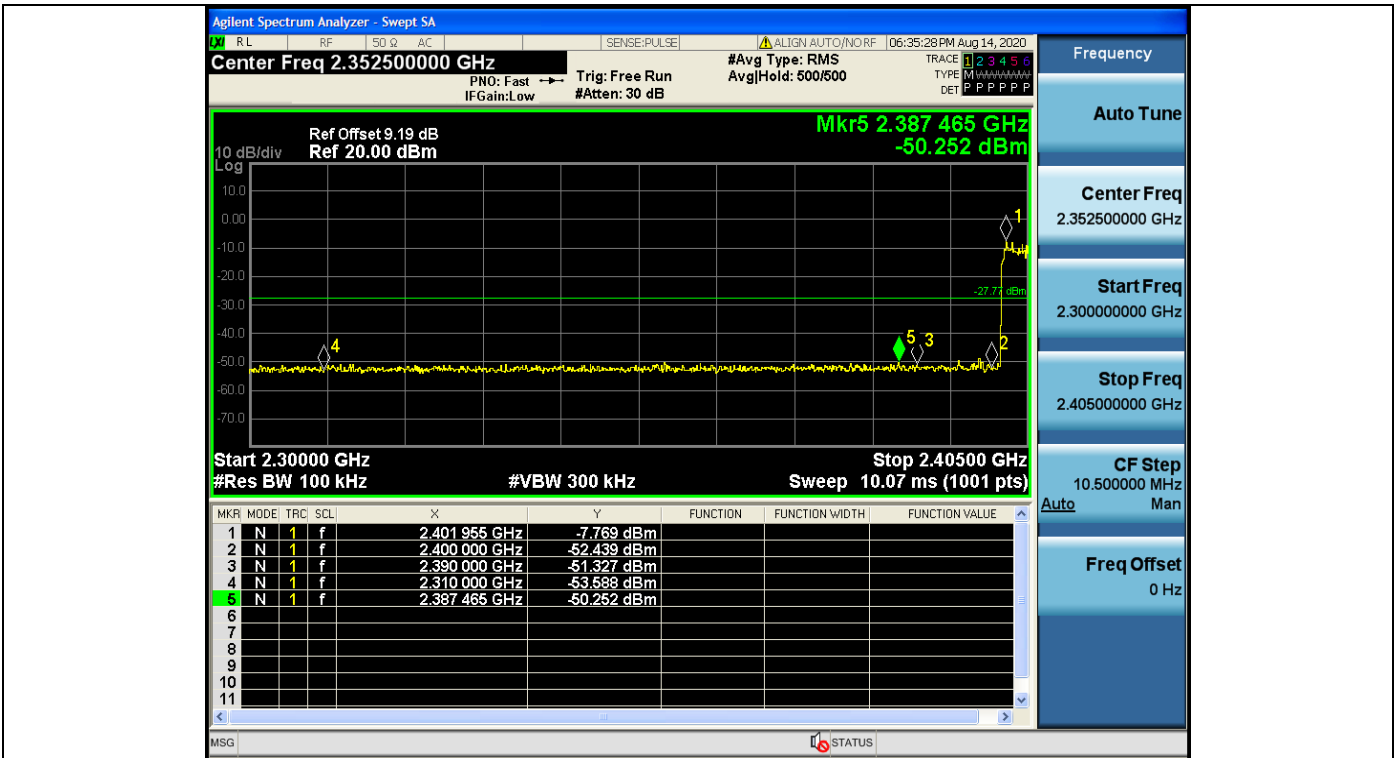 Agilent Spectrum Analyzer - Swept SA
LXI RL RF 50 Ω AC SENSE:PULSE ALIGN AUTO/NO RF 06:35:28 PM Aug 14, 2020
Center Freq 2.352500000 GHz #Avg Type: RMS TRACE 1 2 3 4 5 6
PNO: Fast Trig: Free Run Avg|Hold: 500/500 TYPE M WWWWW
IFGain:Low #Atten: 30 dB DET P P P P P P
Mkr5 2.387 465 GHz
-50.252 dBm
Ref Offset 9.19 dB
10 dB/div Ref 20.00 dBm
Log
10.0
0.00
-10.0
-20.0
-30.0
-40.0
-50.0
-60.0
-70.0
1
-27.77 dBm
4
5
3
2
Start 2.30000 GHz Stop 2.40500 GHz
#Res BW 100 kHz #VBW 300 kHz Sweep 10.07 ms (1001 pts)
MKR MODE TRC SCL X Y FUNCTION FUNCTION WIDTH FUNCTION VALUE
1 N 1 f 2.401 955 GHz -7.769 dBm
2 N 1 f 2.400 000 GHz -52.439 dBm
3 N 1 f 2.390 000 GHz -51.327 dBm
4 N 1 f 2.310 000 GHz -53.588 dBm
5 N 1 f 2.387 465 GHz -50.252 dBm
6
7
8
9
10
11
MSG STATUS
Frequency
Auto Tune
Center Freq
2.352500000 GHz
Start Freq
2.300000000 GHz
Stop Freq
2.405000000 GHz
CF Step
10.500000 MHz
Auto Man
Freq Offset
0 Hz